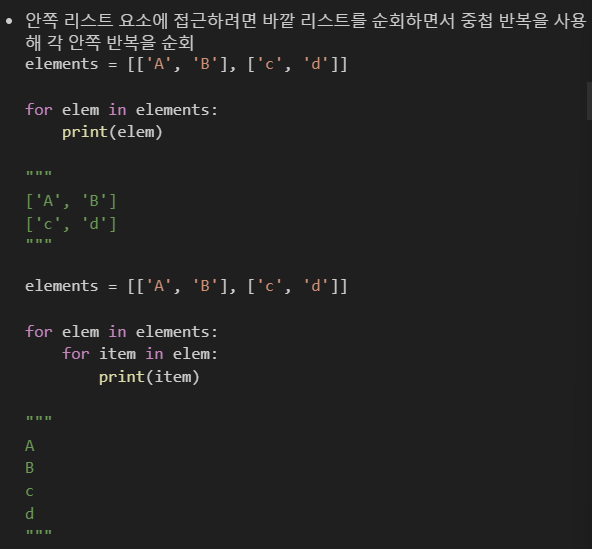 • 안쪽 리스트 요소에 접근하려면 바깥 리스트를 순회하면서 중첩 반복을 사용
해 각 안쪽 반복을 순회
elements = [['A', 'B'], ['c', 'd']]
for elem in elements:
    print(elem)
"""
['A', 'B']
['c', 'd']
"""
elements = [['A', 'B'], ['c', 'd']]
for elem in elements:
    for item in elem:
        print(item)
"""
A
B
c
d
"""